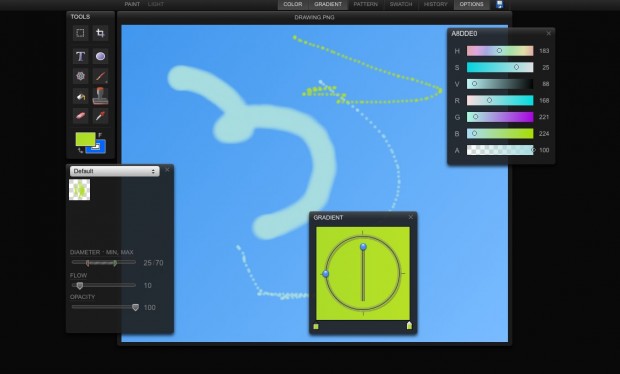 PAINT LIGHT COLOR GRADIENT PATTERN SWATCH HISTORY OPTIONS
TOOLS
DRAWING.PNG
A8DDE0
H 183
S 25
V 88
R 168
G 221
B 224
A 100
T
F
Default
DIAMETER - MIN, MAX
25 / 70
FLOW
10
OPACITY
100
GRADIENT